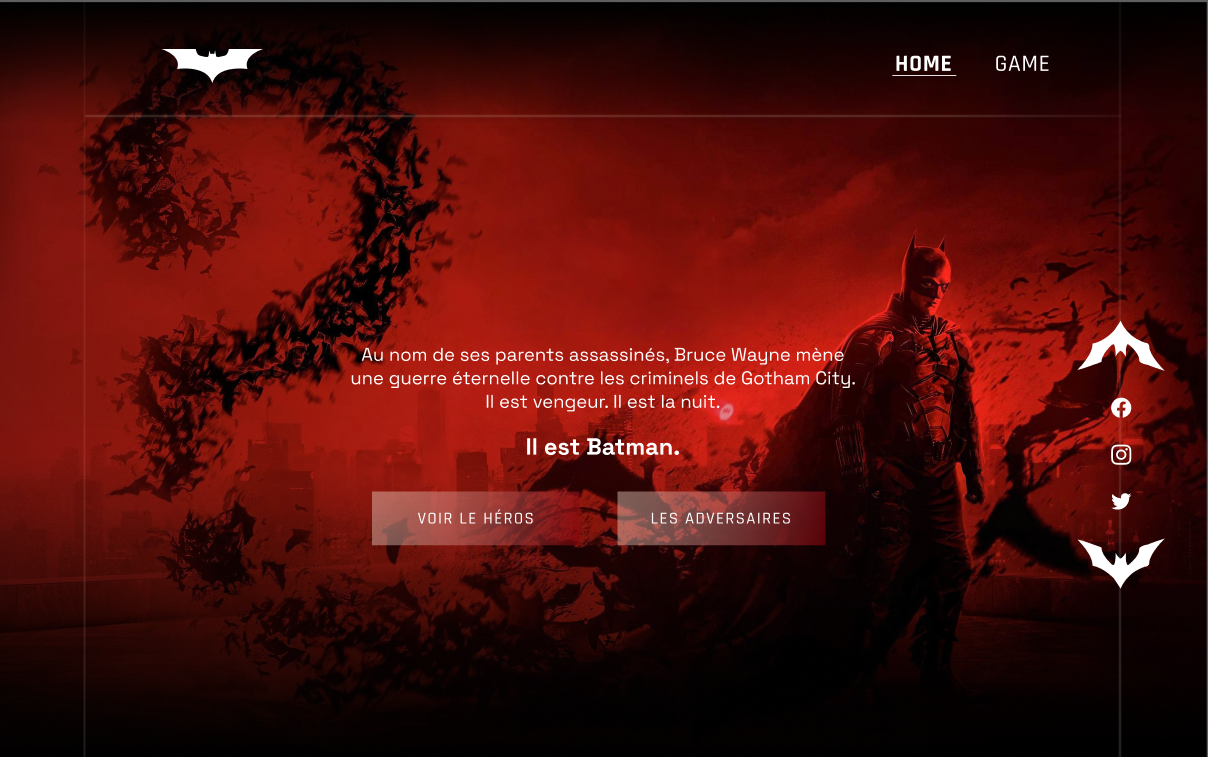 HOME
GAME
Au nom de ses parents assassinés, Bruce Wayne mène
une guerre éternelle contre les criminels de Gotham City.
Il est vengeur. Il est la nuit.
Il est Batman.
VOIR LE HÉROS
LES ADVERSAIRES